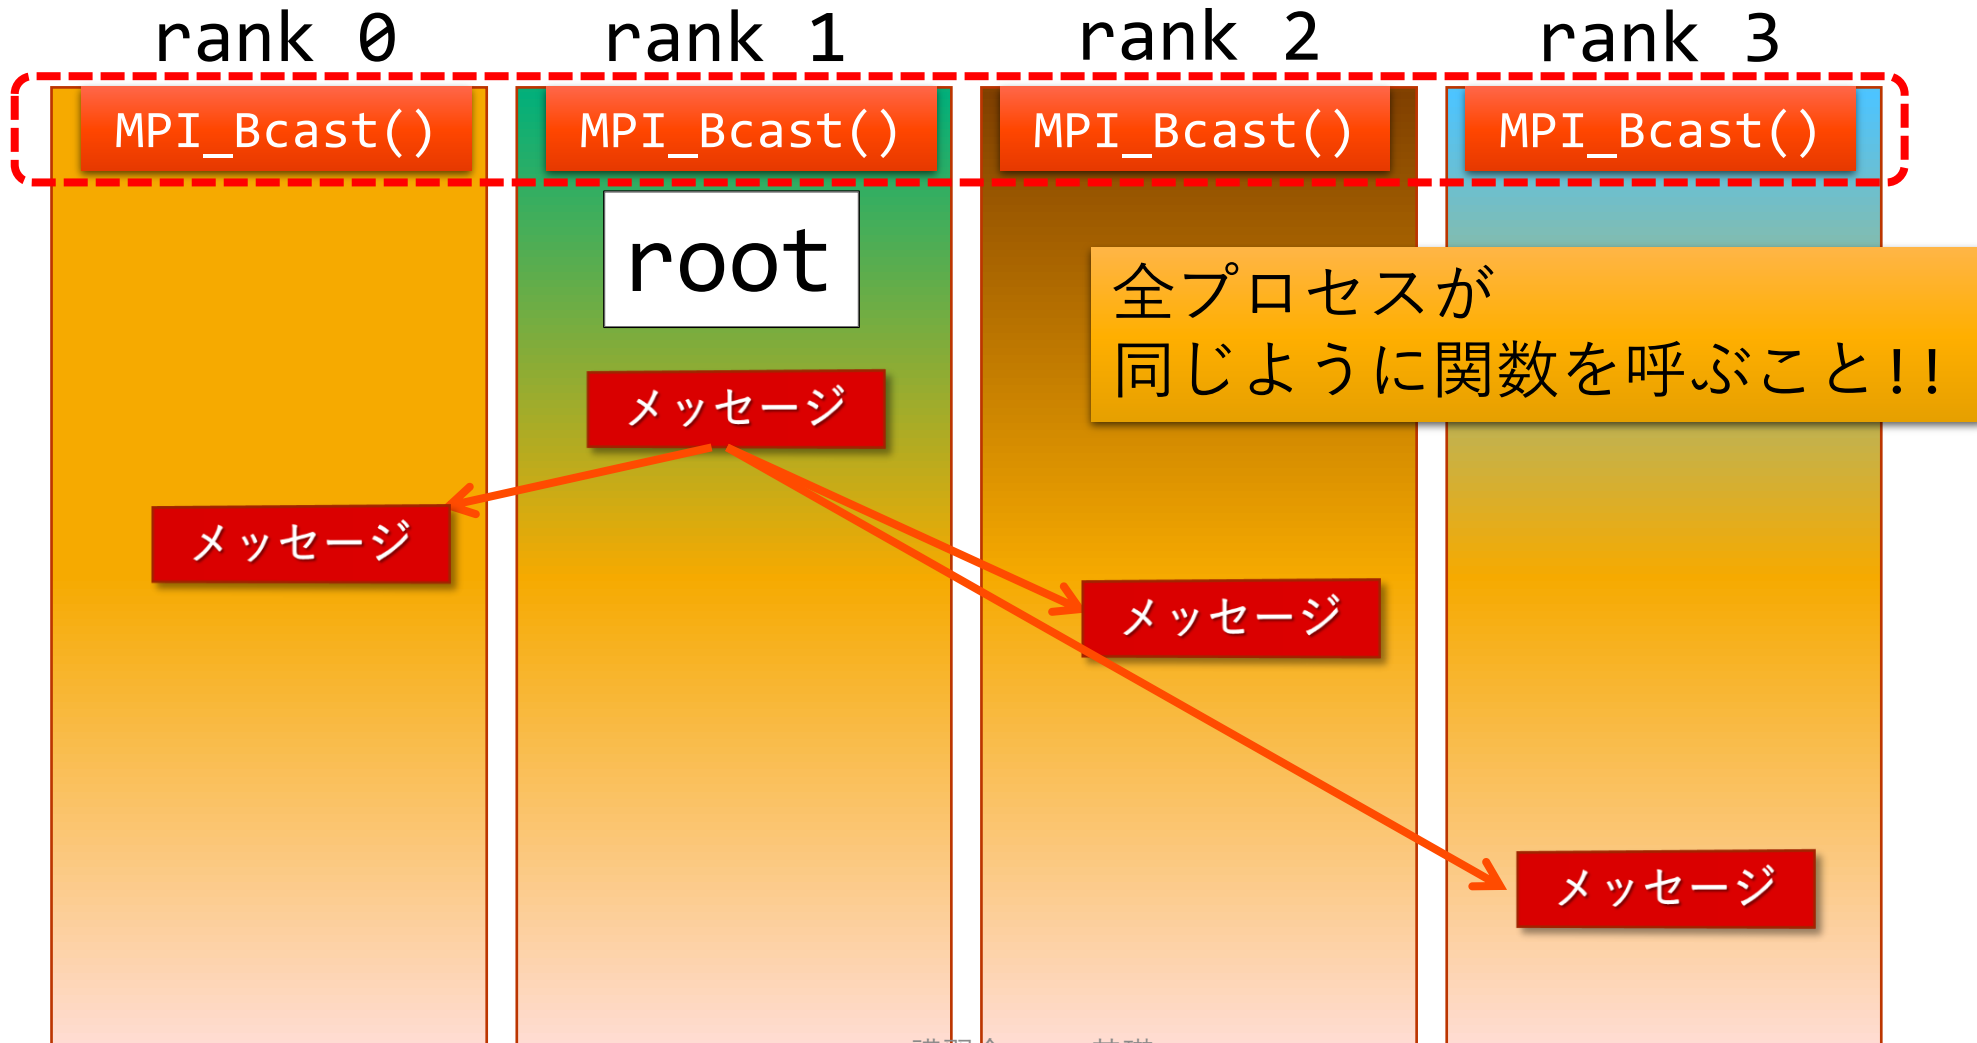 rank 0 rank 1 rank 2 rank 3
MPI_Bcast() MPI_Bcast() MPI_Bcast() MPI_Bcast()
root
全プロセスが
同じように関数を呼ぶこと!!
メッセージ
メッセージ
メッセージ
メッセージ